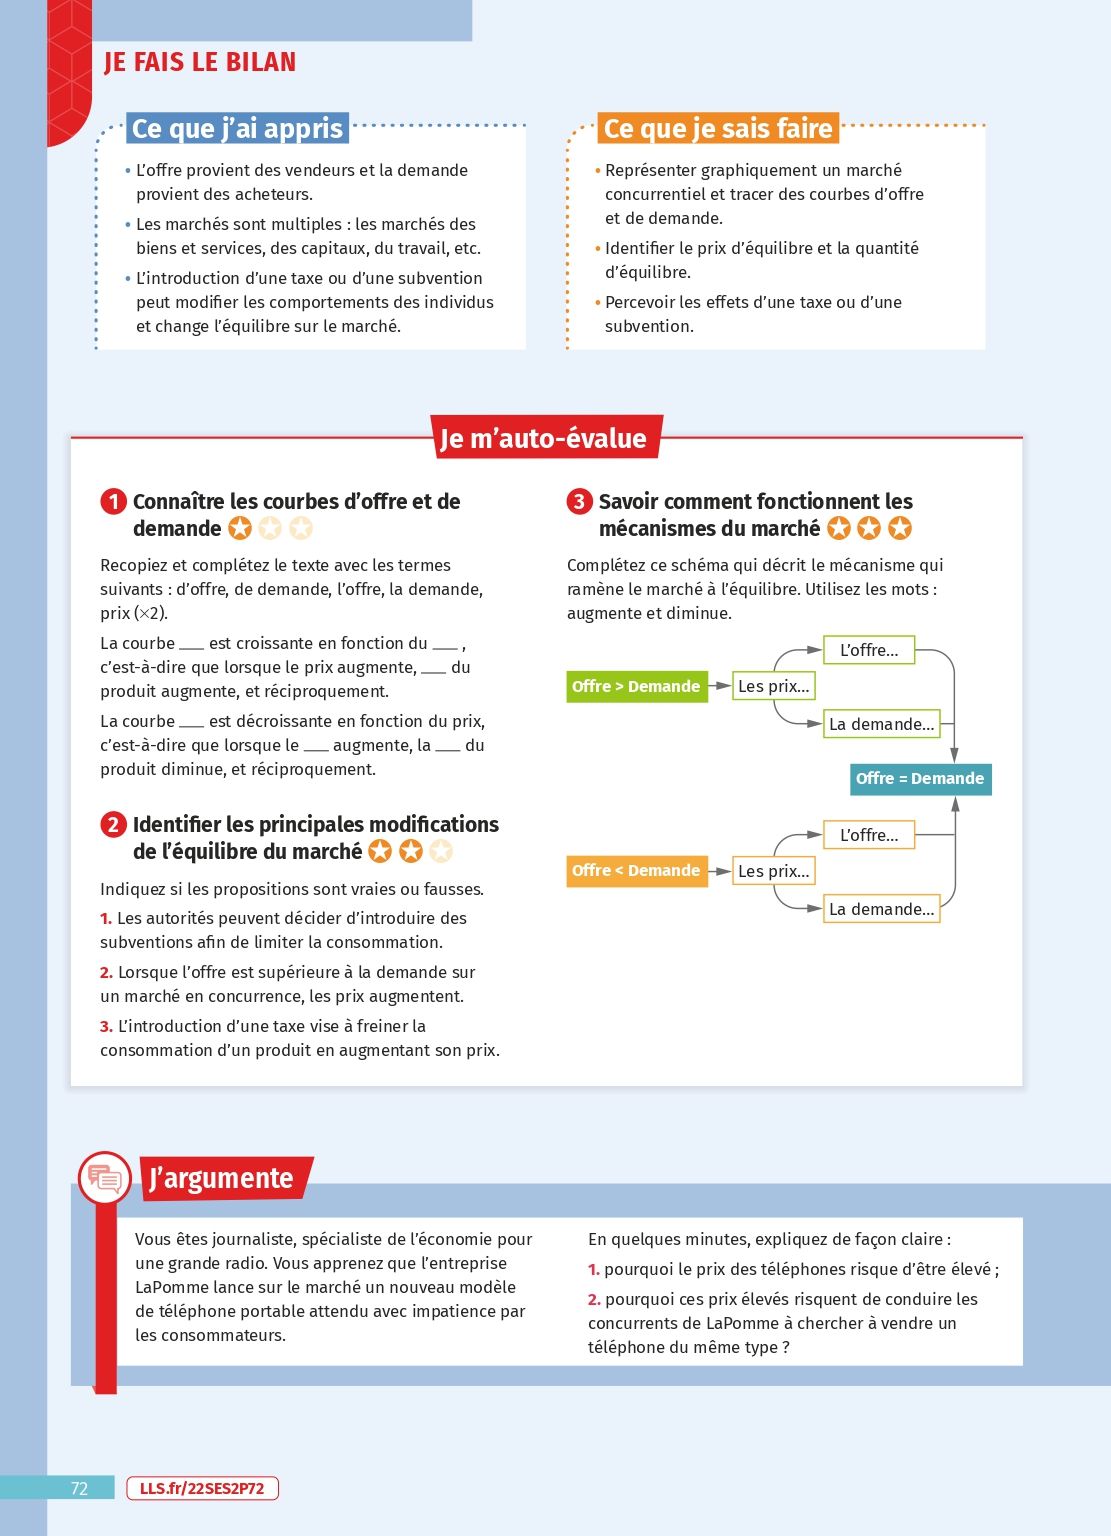 JE FAIS LE BILAN
Ce que j'ai appris
• L'offre provient des vendeurs et la demande
provient des acheteurs.
• Les marchés sont multiples : les marchés des
biens et services, des capitaux, du travail, etc.
• L'introduction d'une taxe ou d'une subvention
peut modifier les comportements des individus
et change l'équilibre sur le marché.
Ce que je sais faire
• Représenter graphiquement un marché
concurrentiel et tracer des courbes d'offre
et de demande.
• Identifier le prix d'équilibre et la quantité
d'équilibre.
• Percevoir les effets d'une taxe ou d'une
subvention.
Je m'auto-évalue
1 Connaître les courbes d'offre et de
demande
Recopiez et complétez le texte avec les termes
suivants : d'offre, de demande, l'offre, la demande,
prix (×2).
La courbe ___ est croissante en fonction du ___ ,
c'est-à-dire que lorsque le prix augmente, ___ du
produit augmente, et réciproquement.
La courbe ___ est décroissante en fonction du prix,
c'est-à-dire que lorsque le ___ augmente, la ___ du
produit diminue, et réciproquement.
2 Identifier les principales modifications
de l'équilibre du marché
Indiquez si les propositions sont vraies ou fausses.
1. Les autorités peuvent décider d'introduire des
subventions afin de limiter la consommation.
2. Lorsque l'offre est supérieure à la demande sur
un marché en concurrence, les prix augmentent.
3. L'introduction d'une taxe vise à freiner la
consommation d'un produit en augmentant son prix.
3 Savoir comment fonctionnent les
mécanismes du marché
Complétez ce schéma qui décrit le mécanisme qui
ramène le marché à l'équilibre. Utilisez les mots :
augmente et diminue.
L'offre...
Offre > Demande
Les prix...
La demande...
Offre = Demande
L'offre...
Offre < Demande
Les prix...
La demande...
J'argumente
Vous êtes journaliste, spécialiste de l'économie pour
une grande radio. Vous apprenez que l'entreprise
LaPomme lance sur le marché un nouveau modèle
de téléphone portable attendu avec impatience par
les consommateurs.
En quelques minutes, expliquez de façon claire :
1. pourquoi le prix des téléphones risque d'être élevé ;
2. pourquoi ces prix élevés risquent de conduire les
concurrents de LaPomme à chercher à vendre un
téléphone du même type ?
72
LLS.fr/22SES2P72